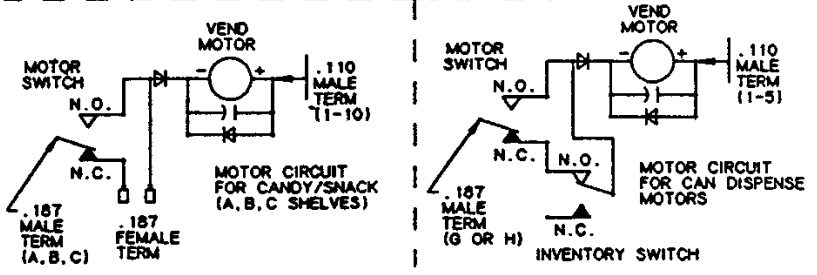 VEND
MOTOR
MOTOR
SWITCH
N.O.
- +
.110
MALE
TERM
(1-10)
N.C.
.187
MALE
TERM
(A,B,C)
.187
FEMALE
TERM
MOTOR CIRCUIT
FOR CANDY/SNACK
(A,B,C SHELVES)
VEND
MOTOR
MOTOR
SWITCH
N.O.
- +
.110
MALE
TERM
(1-5)
N.C.
N.O.
.187
MALE
TERM
(G OR H)
N.C.
MOTOR CIRCUIT
FOR CAN DISPENSE
MOTORS
INVENTORY SWITCH